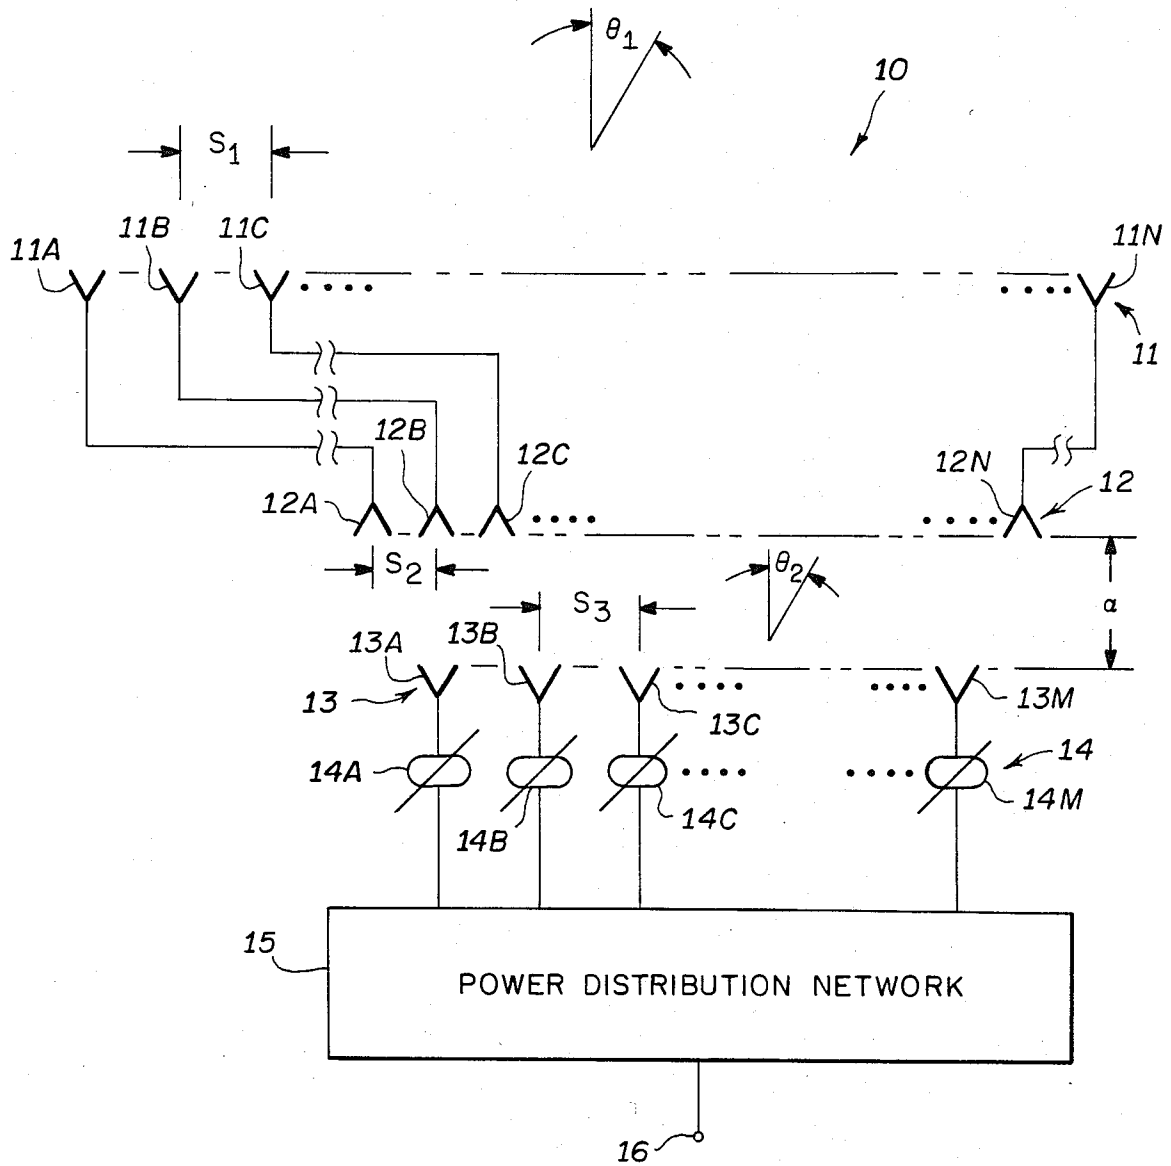 θ1
10
S1
11A 11B 11C 11N
11
12B
12A 12C 12N 12
S2 θ2
S3 α
13A 13B
13 13C 13M
14A 14
14B 14C 14M
15
POWER DISTRIBUTION NETWORK
16